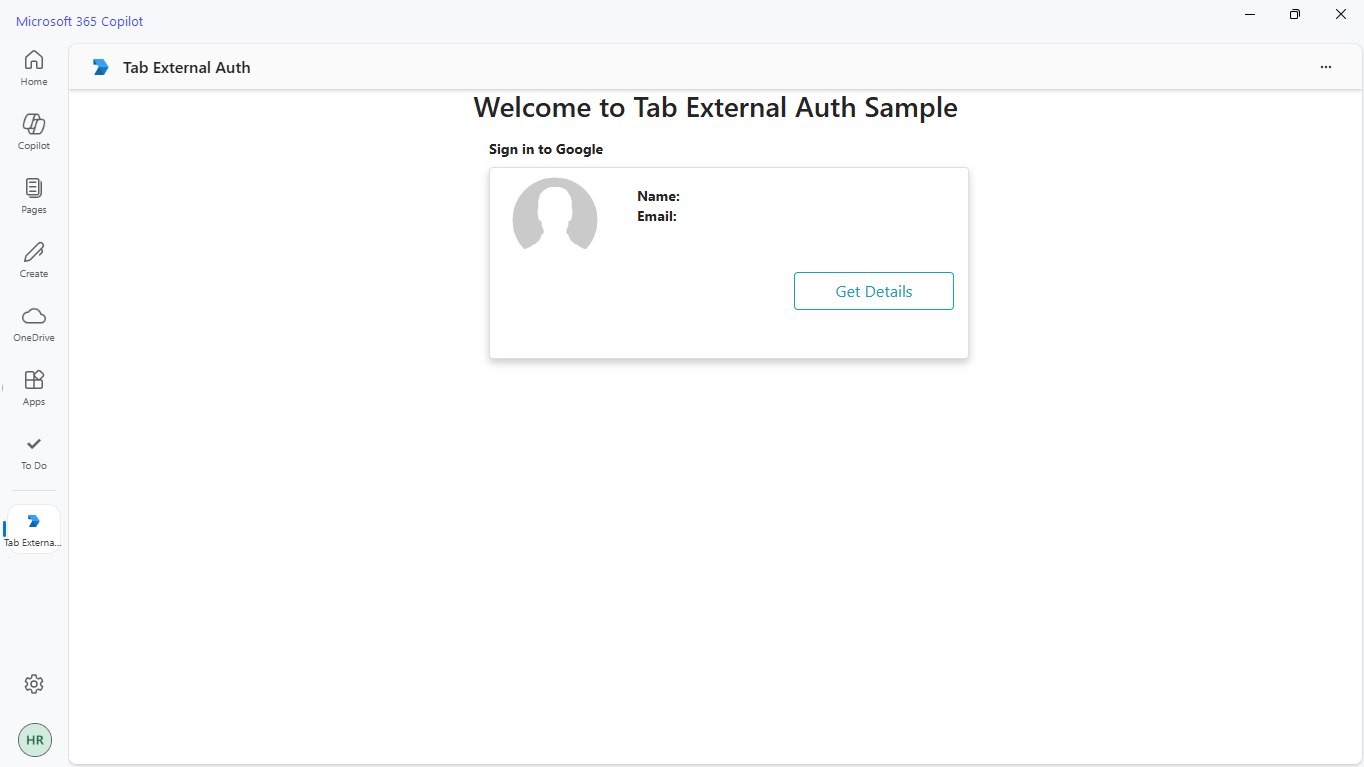 Microsoft 365 Copilot
Home
Copilot
Pages
Create
OneDrive
Apps
To Do
Tab Externa...
HR
Tab External Auth
Welcome to Tab External Auth Sample
Sign in to Google
Name:
Email:
Get Details